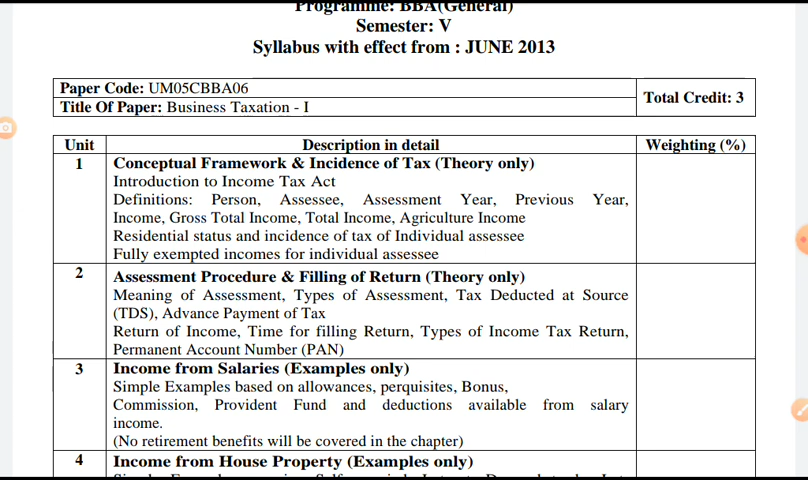 Programme: BBA(General)
Semester: V
Syllabus with effect from : JUNE 2013
Paper Code: UM05CBBA06
Title Of Paper: Business Taxation - I
Total Credit: 3
Unit Description in detail Weighting (%)
1 Conceptual Framework & Incidence of Tax (Theory only)
Introduction to Income Tax Act
Definitions: Person, Assessee, Assessment Year, Previous Year,
Income, Gross Total Income, Total Income, Agriculture Income
Residential status and incidence of tax of Individual assessee
Fully exempted incomes for individual assessee
2 Assessment Procedure & Filling of Return (Theory only)
Meaning of Assessment, Types of Assessment, Tax Deducted at Source
(TDS), Advance Payment of Tax
Return of Income, Time for filling Return, Types of Income Tax Return,
Permanent Account Number (PAN)
3 Income from Salaries (Examples only)
Simple Examples based on allowances, perquisites, Bonus,
Commission, Provident Fund and deductions available from salary
income.
(No retirement benefits will be covered in the chapter)
4 Income from House Property (Examples only)